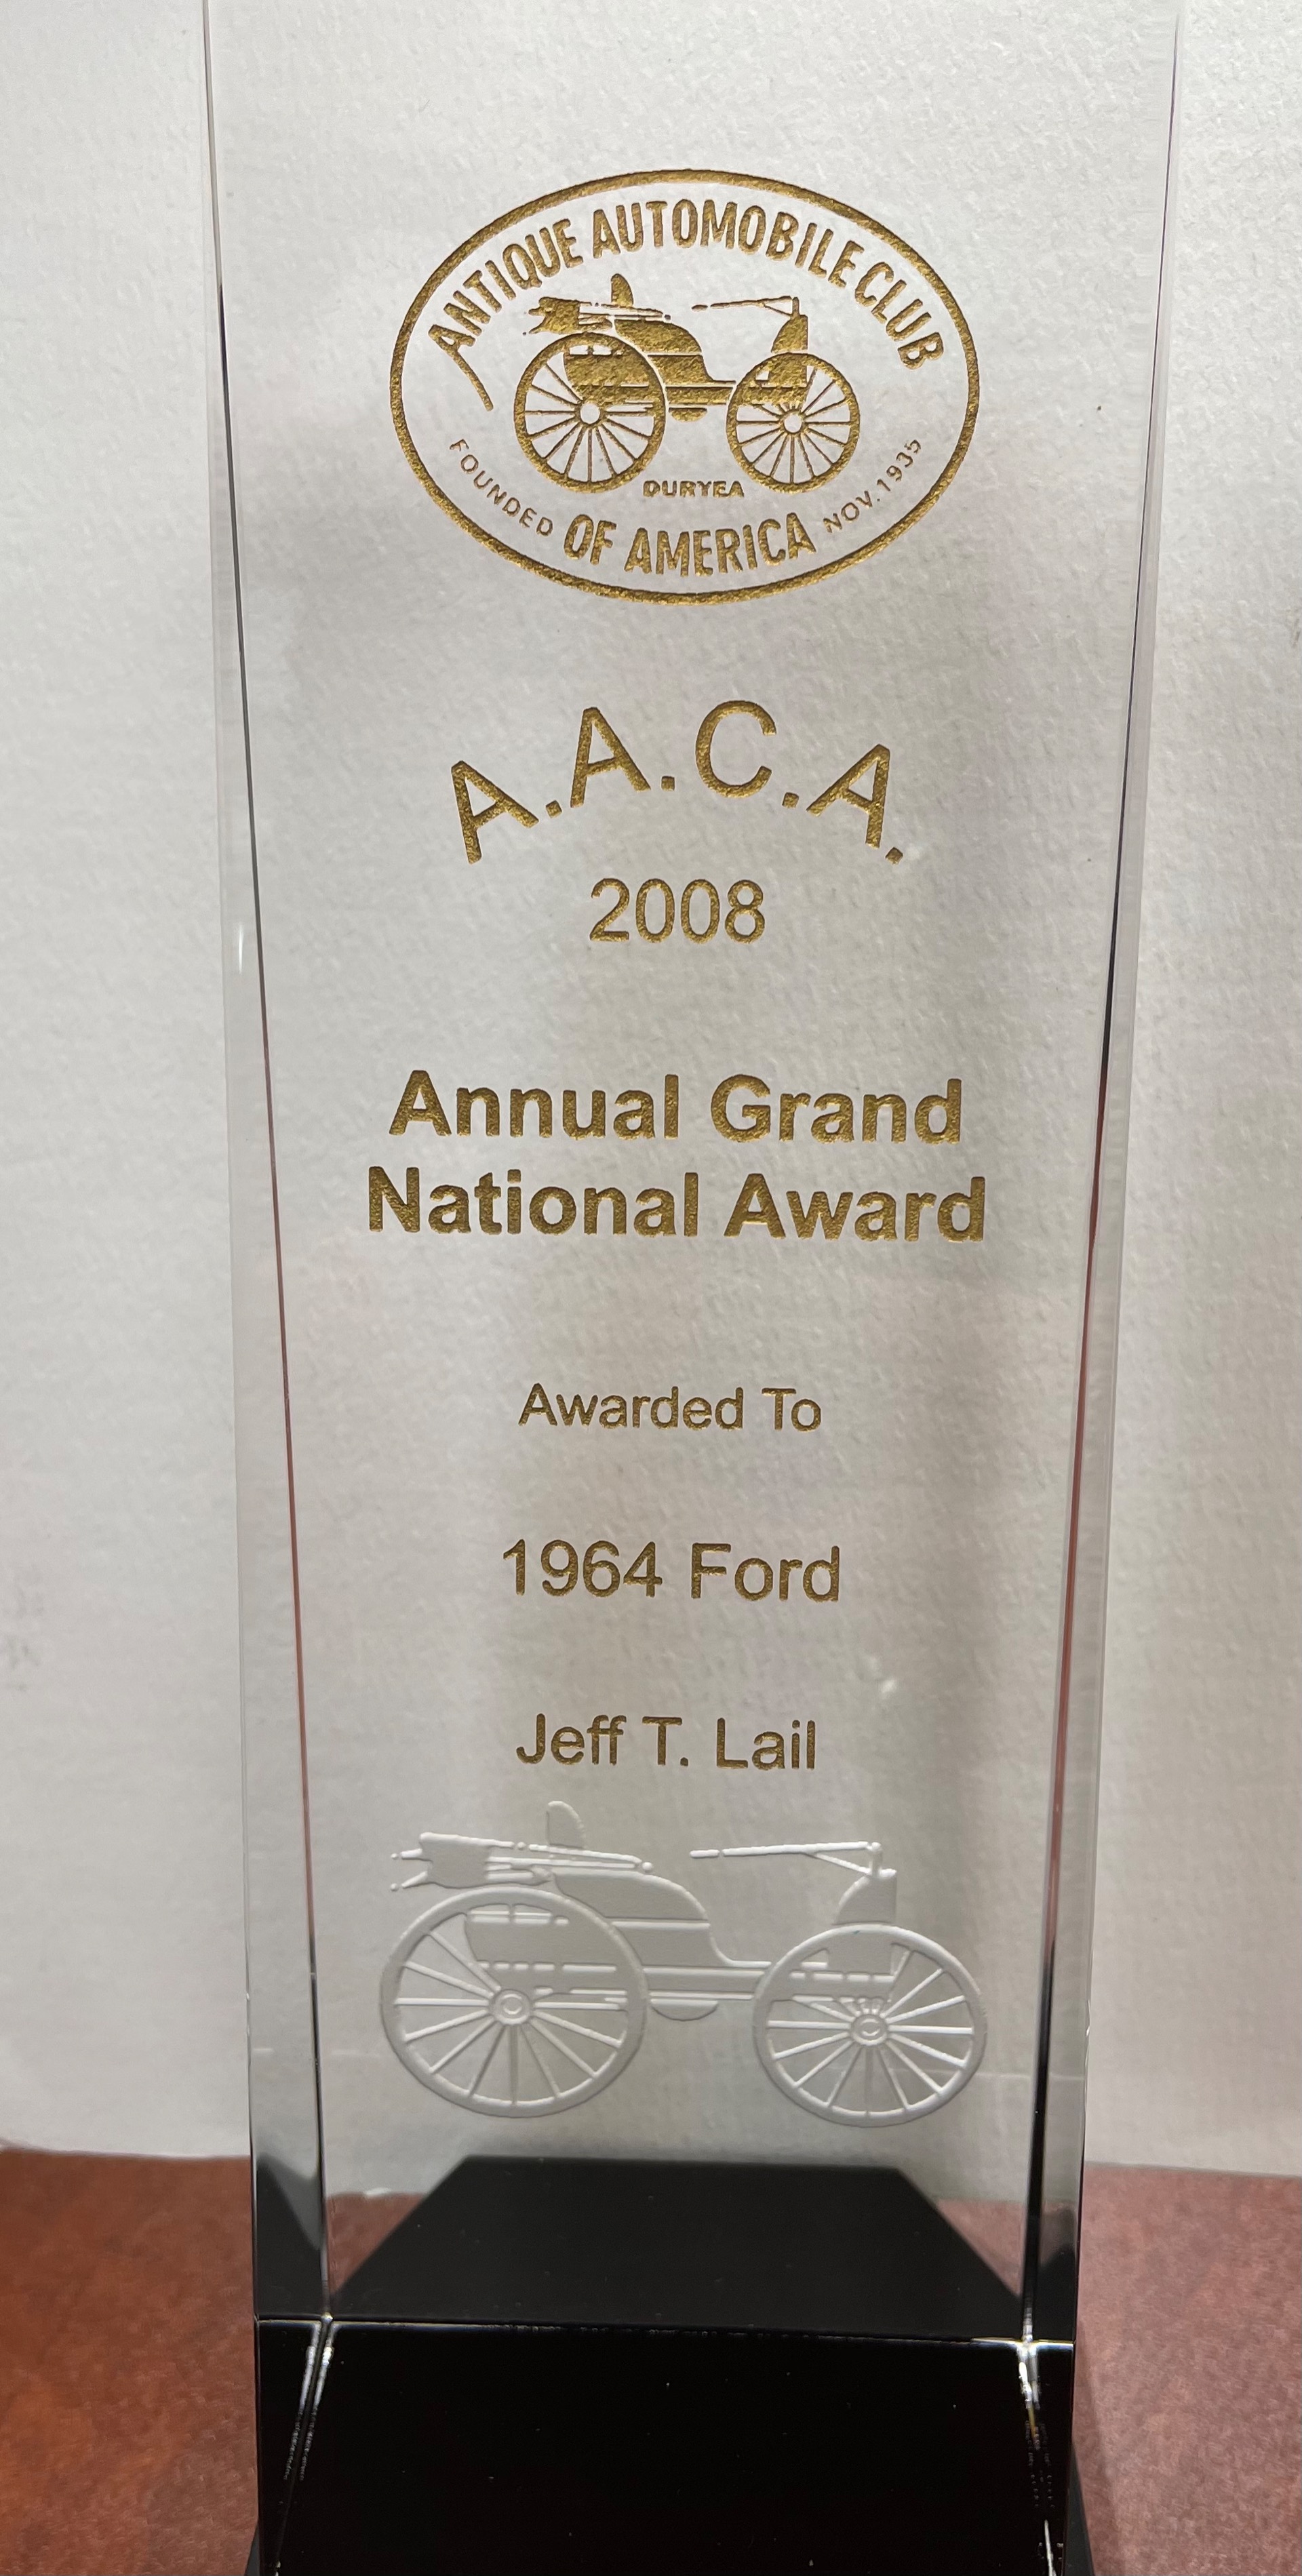 ANTIQUE AUTOMOBILE CLUB
DURYEA
FOUNDED OF AMERICA NOV. 1935
A.A.C.A.
2008
Annual Grand
National Award
Awarded To
1964 Ford
Jeff T. Lail